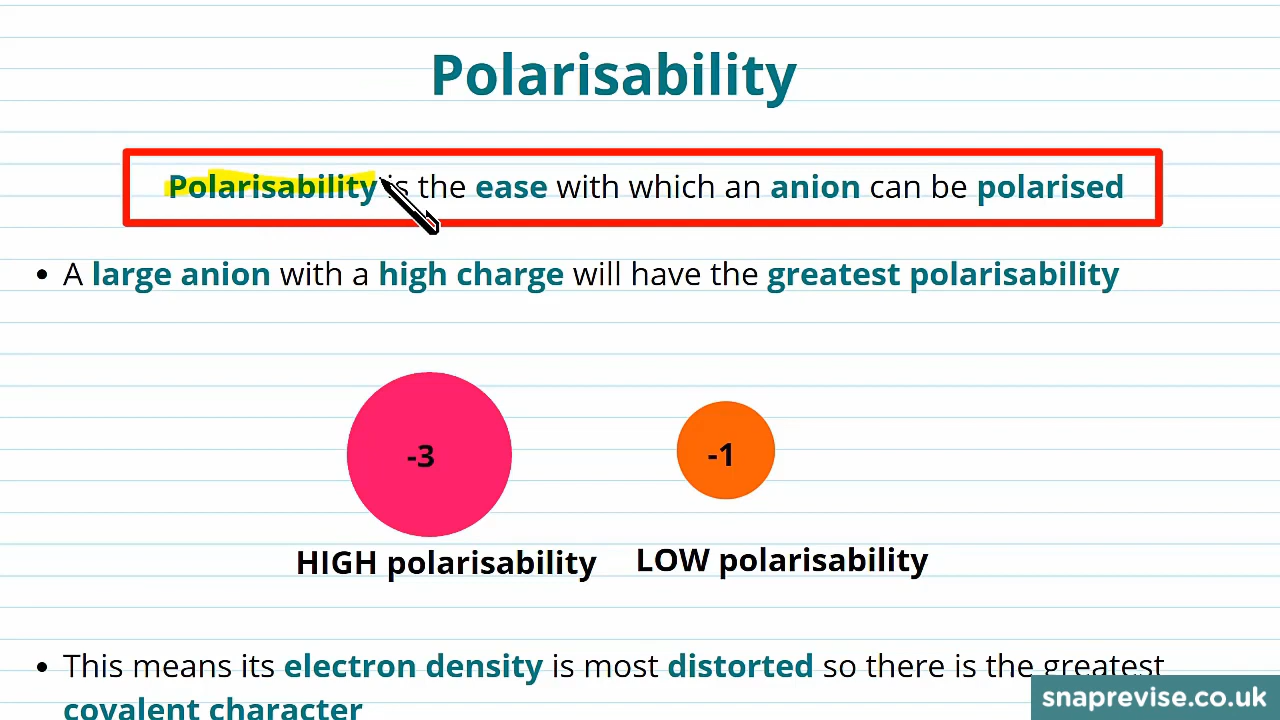 Polarisability
Polarisability is the ease with which an anion can be polarised
• A large anion with a high charge will have the greatest polarisability
-3
-1
HIGH polarisability
LOW polarisability
• This means its electron density is most distorted so there is the greatest
covalent character
snaprevise.co.uk